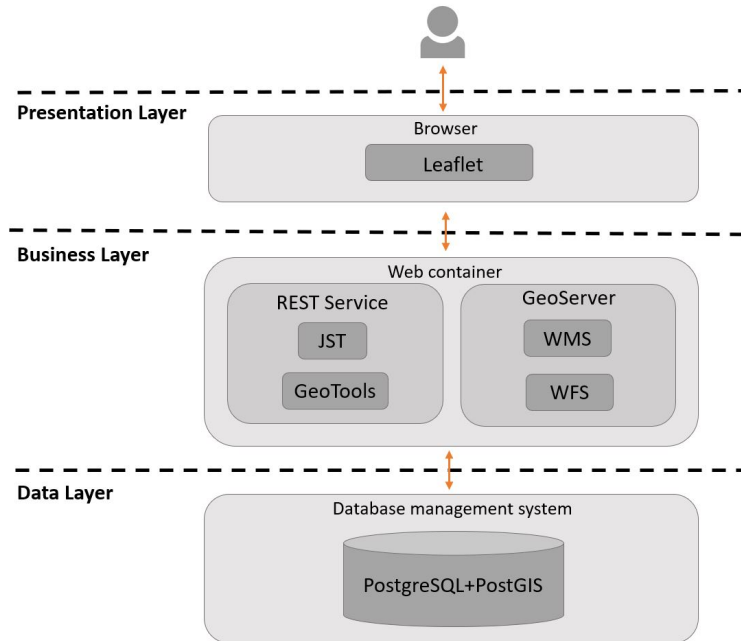 Presentation Layer
Browser
Leaflet
Business Layer
Web container
REST Service
JST
GeoTools
GeoServer
WMS
WFS
Data Layer
Database management system
PostgreSQL+PostGIS